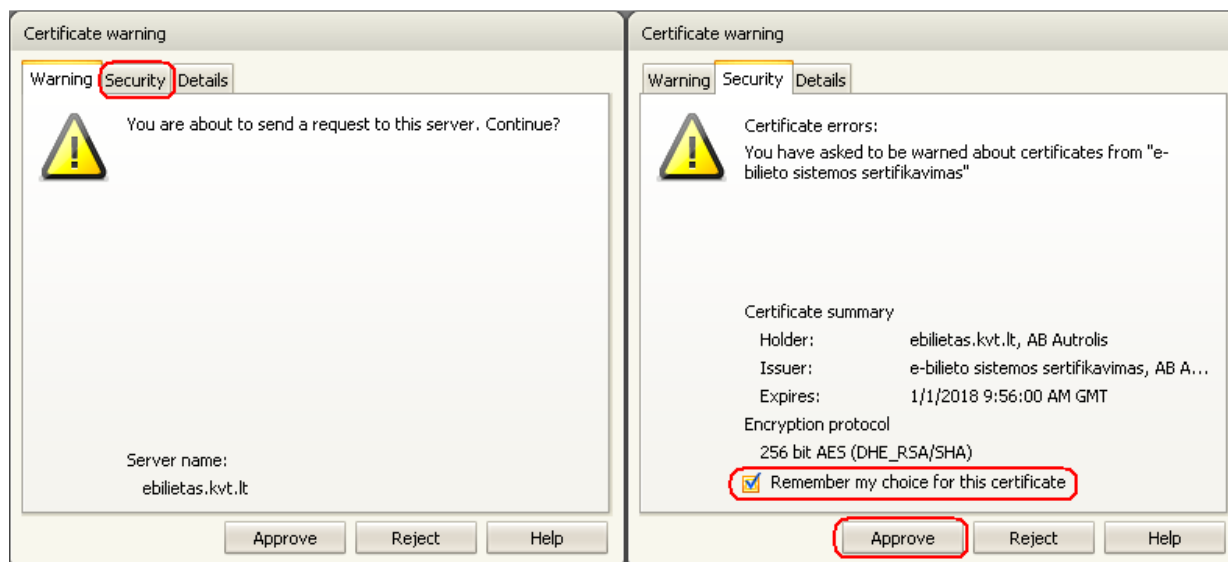 Certificate warning
Warning Security Details
You are about to send a request to this server. Continue?
Server name:
ebilietas.kvt.lt
Approve Reject Help
Certificate warning
Warning Security Details
Certificate errors:
You have asked to be warned about certificates from "e-
bilieto sistemos sertifikavimas"
Certificate summary
Holder: ebilietas.kvt.lt, AB Autrolis
Issuer: e-bilieto sistemos sertifikavimas, AB A...
Expires: 1/1/2018 9:56:00 AM GMT
Encryption protocol
256 bit AES (DHE_RSA/SHA)
Remember my choice for this certificate
Approve Reject Help